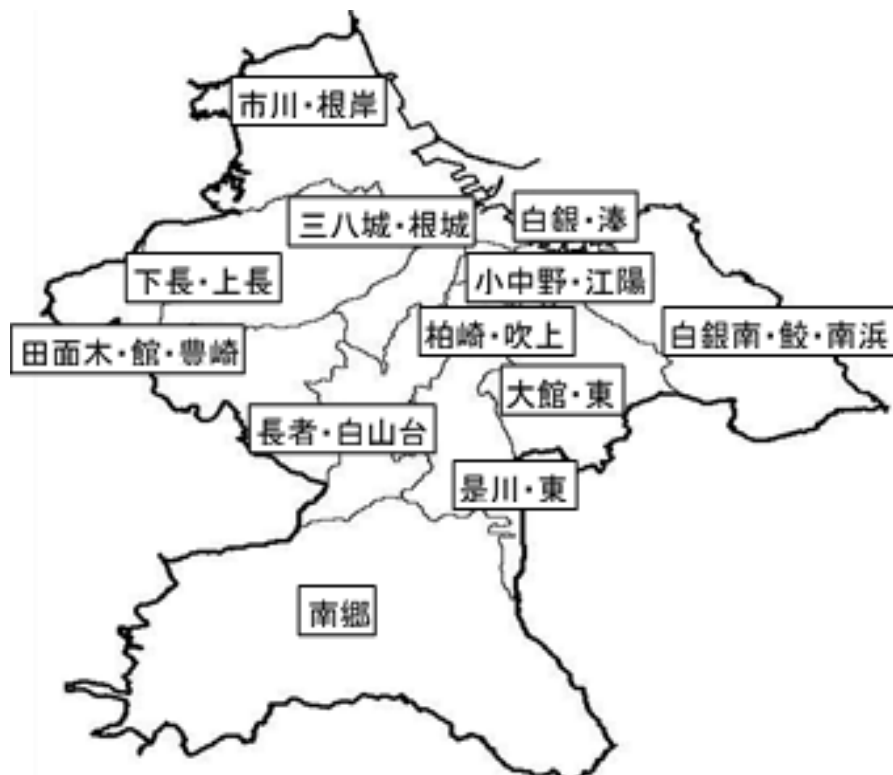 市川・根岸
三八城・根城
白銀・湊
下長・上長
小中野・江陽
田面木・館・豊崎
柏崎・吹上
白銀南・鮫・南浜
大館・東
長者・白山台
是川・東
南郷